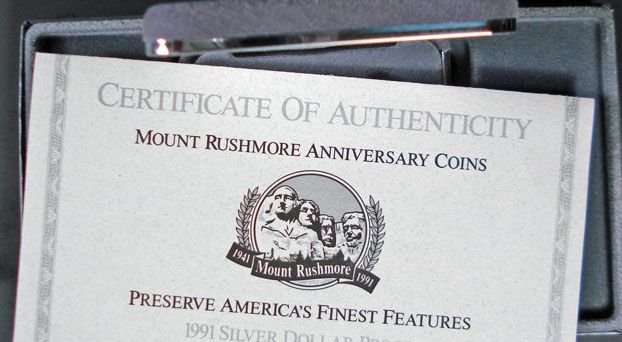 CERTIFICATE OF AUTHENTICITY
MOUNT RUSHMORE ANNIVERSARY COINS
1941 Mount Rushmore 1991
PRESERVE AMERICA'S FINEST FEATURES
1991 SILVER DOLLAR